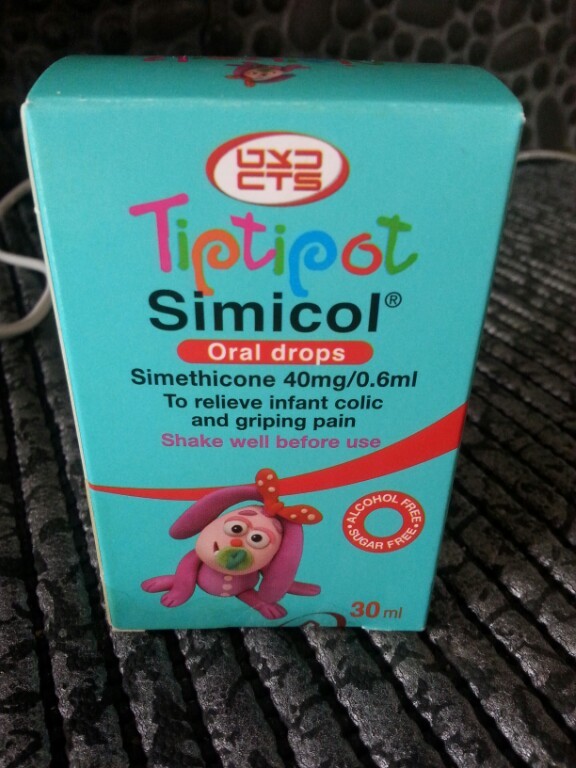 כצט
CTS
Tiptipot
Simicol®
Oral drops
Simethicone 40mg/0.6ml
To relieve infant colic
and griping pain
Shake well before use
• ALCOHOL FREE •
SUGAR FREE
30 ml